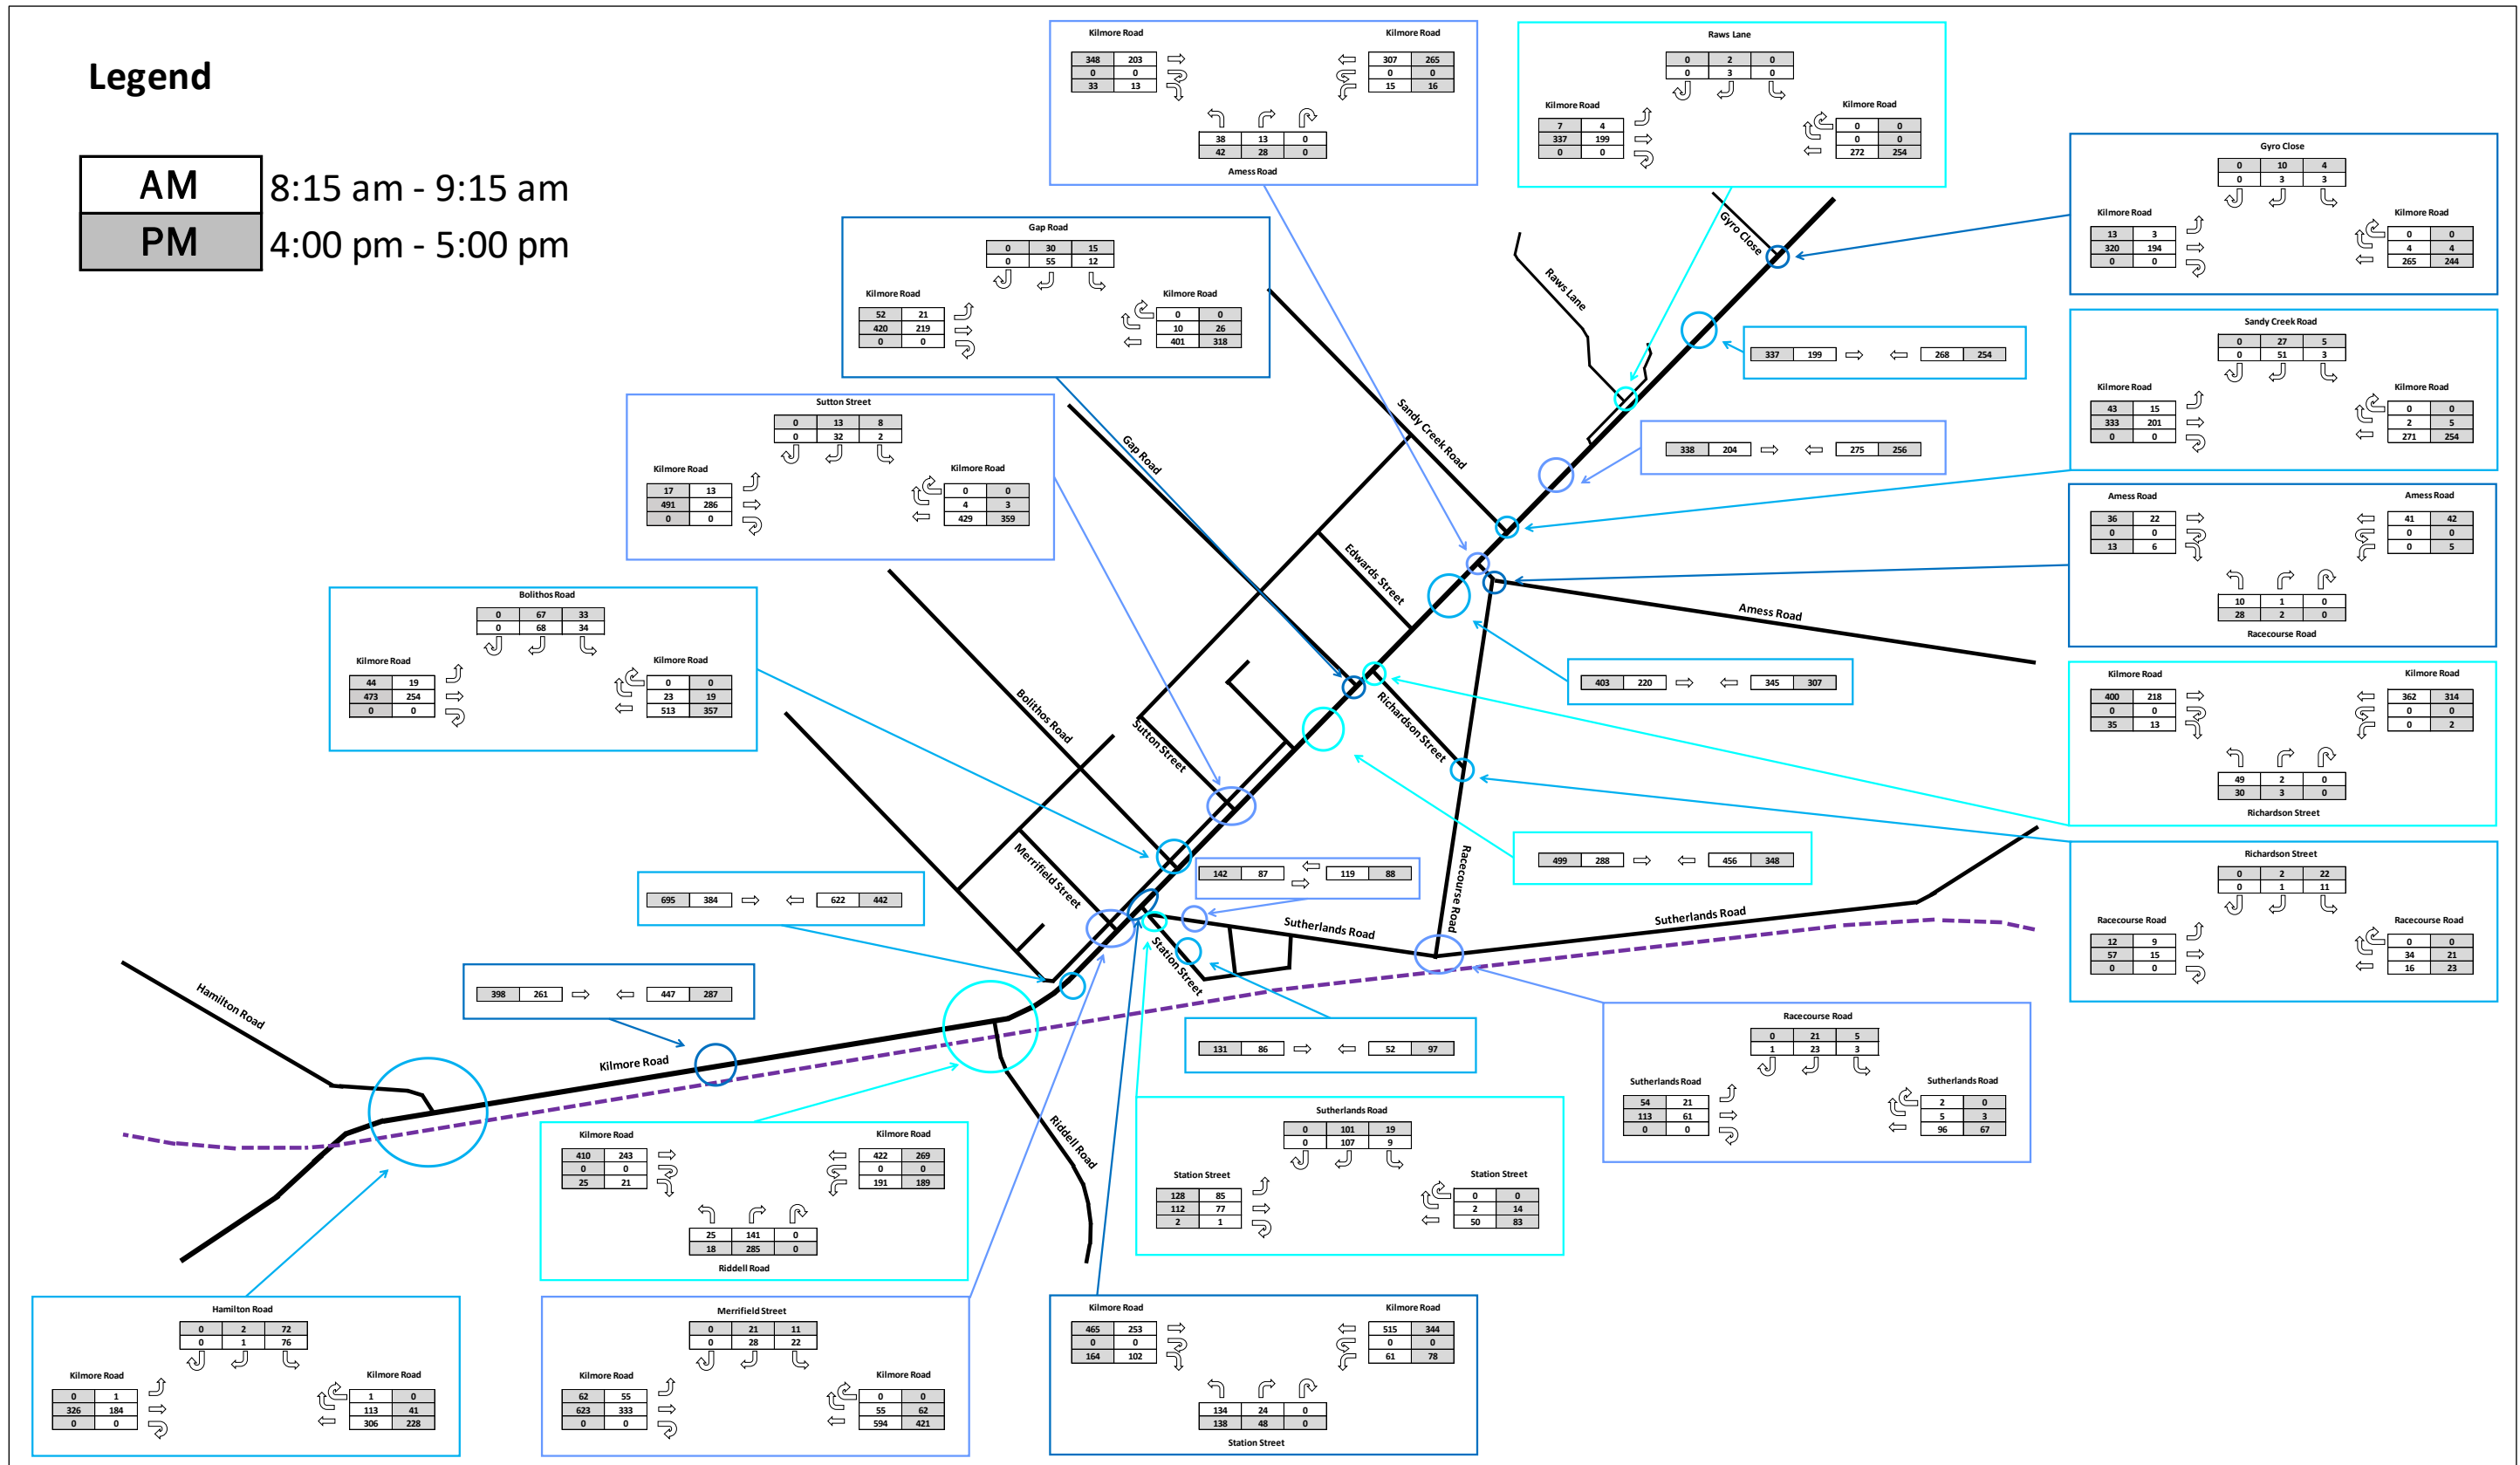 Legend
AM 8:15 am - 9:15 am
PM 4:00 pm - 5:00 pm
Kilmore Road Kilmore Road
348 203 307 265
0 0 0 0
33 13 15 16
38 13 0
42 28 0
Amess Road
Raws Lane
0 2 0
0 3 0
Kilmore Road Kilmore Road
7 4 0 0
337 199 0 0
0 0 272 254
Gyro Close
0 10 4
0 3 3
Kilmore Road Kilmore Road
13 3 0 0
320 194 4 4
0 0 265 244
Gap Road
0 30 15
0 55 12
Kilmore Road Kilmore Road
52 21 0 0
420 219 10 26
0 0 401 318
Sandy Creek Road
0 27 5
0 51 3
Kilmore Road Kilmore Road
43 15 0 0
333 201 2 5
0 0 271 254
337 199 268 254
338 204 275 256
Sutton Street
0 13 8
0 32 2
Kilmore Road Kilmore Road
17 13 0 0
491 286 4 3
0 0 429 359
Amess Road Amess Road
36 22 41 42
0 0 0 0
13 6 0 5
10 1 0
28 2 0
Racecourse Road
Bolithos Road
0 67 33
0 68 34
Kilmore Road Kilmore Road
44 19 0 0
473 254 23 19
0 0 513 357
403 220 345 307
Kilmore Road Kilmore Road
400 218 362 314
0 0 0 0
35 13 0 2
49 2 0
30 3 0
Richardson Street
499 288 456 348
142 87 119 88
695 384 622 442
Richardson Street
0 2 22
0 1 11
Racecourse Road Racecourse Road
12 9 0 0
57 15 34 21
0 0 16 23
398 261 447 287
131 86 52 97
Racecourse Road
0 21 5
1 23 3
Sutherlands Road Sutherlands Road
54 21 2 0
113 61 5 3
0 0 96 67
Kilmore Road Kilmore Road
410 243 422 269
0 0 0 0
25 21 191 189
25 141 0
18 285 0
Riddell Road
Sutherlands Road
0 101 19
0 107 9
Station Street Station Street
128 85 0 0
112 77 2 14
2 1 50 83
Hamilton Road
0 2 72
0 1 76
Kilmore Road Kilmore Road
0 1 1 0
326 184 113 41
0 0 306 228
Merrifield Street
0 21 11
0 28 22
Kilmore Road Kilmore Road
62 55 0 0
623 333 55 62
0 0 594 421
Kilmore Road Kilmore Road
465 253 515 344
0 0 0 0
164 102 61 78
134 24 0
138 48 0
Station Street
Gyro Close
Raws Lane
Sandy Creek Road
Gap Road
Edwards Street
Amess Road
Richardson Street
Bolithos Road
Sutton Street
Merrifield Street
Racecourse Road
Sutherlands Road
Sutherlands Road
Station Street
Hamilton Road
Kilmore Road
Riddell Road